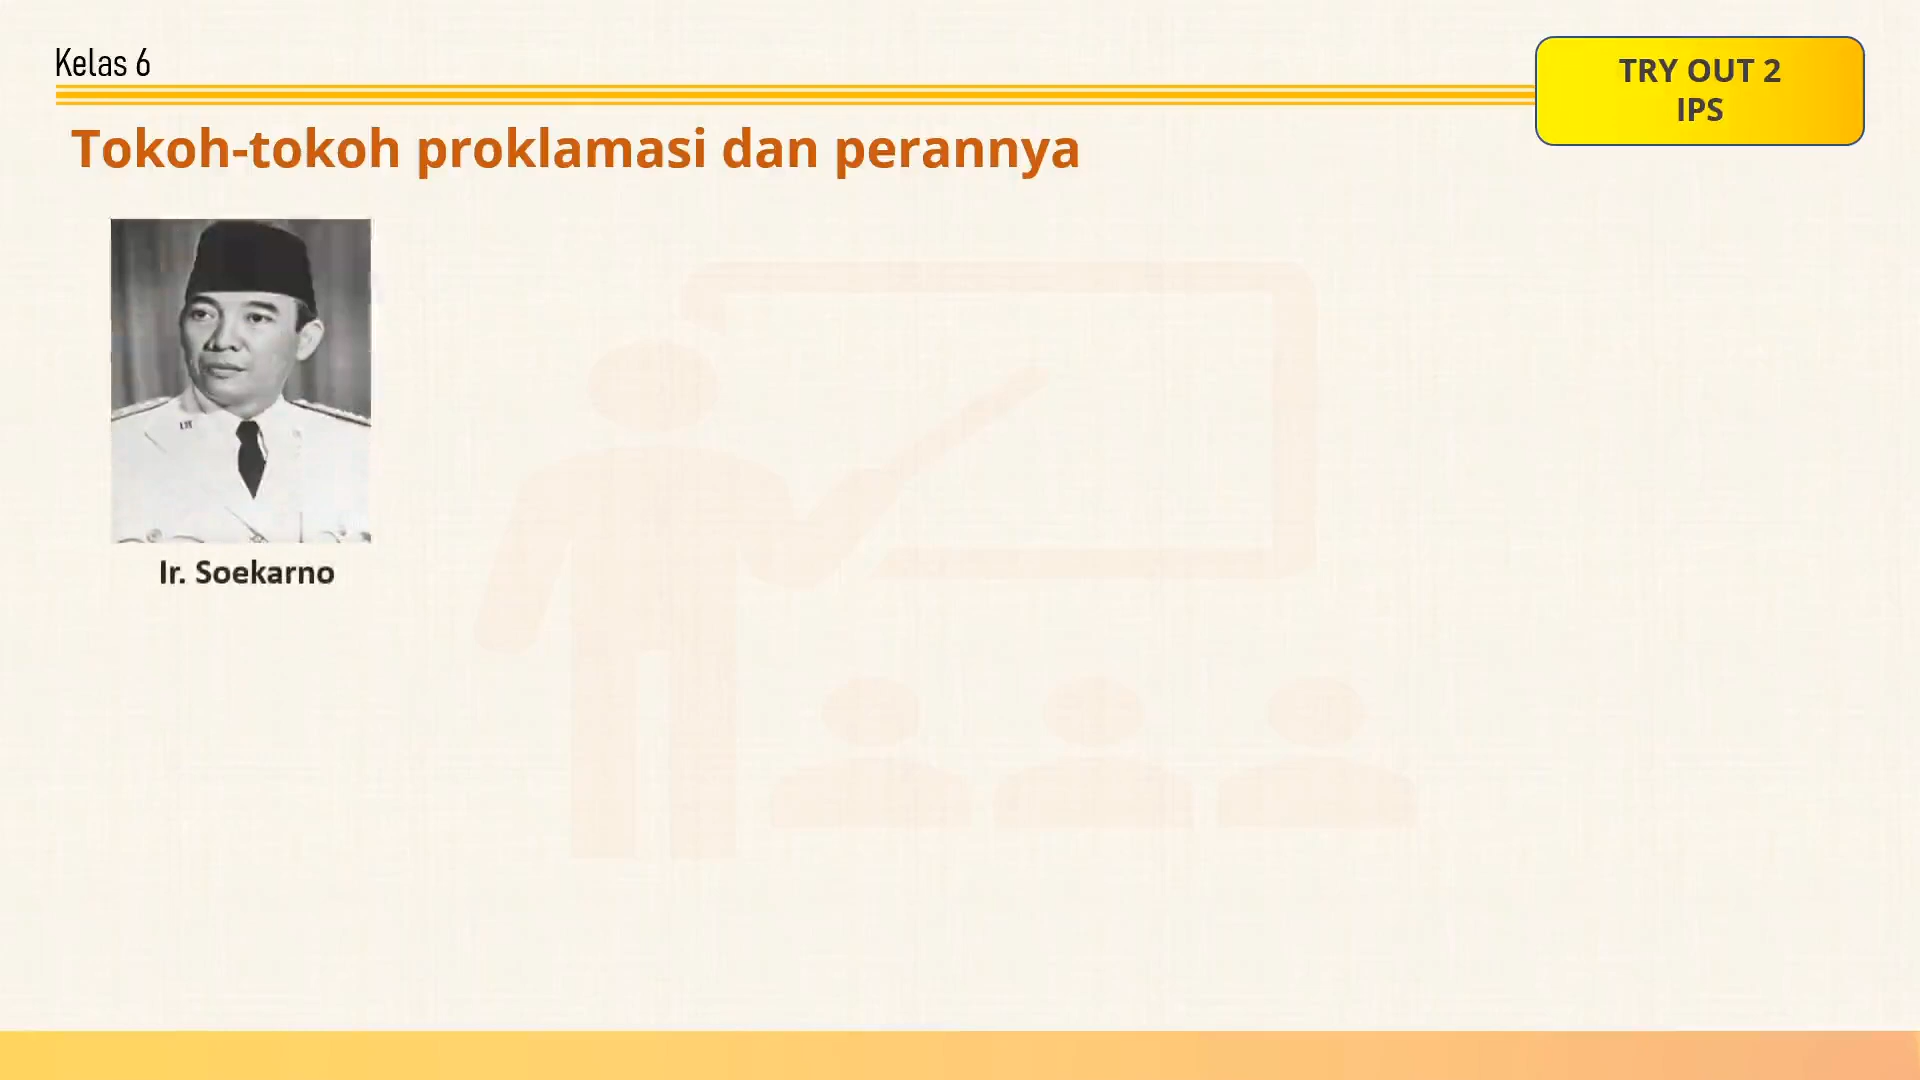 Kelas 6
TRY OUT 2
IPS
Tokoh-tokoh proklamasi dan perannya
Ir. Soekarno